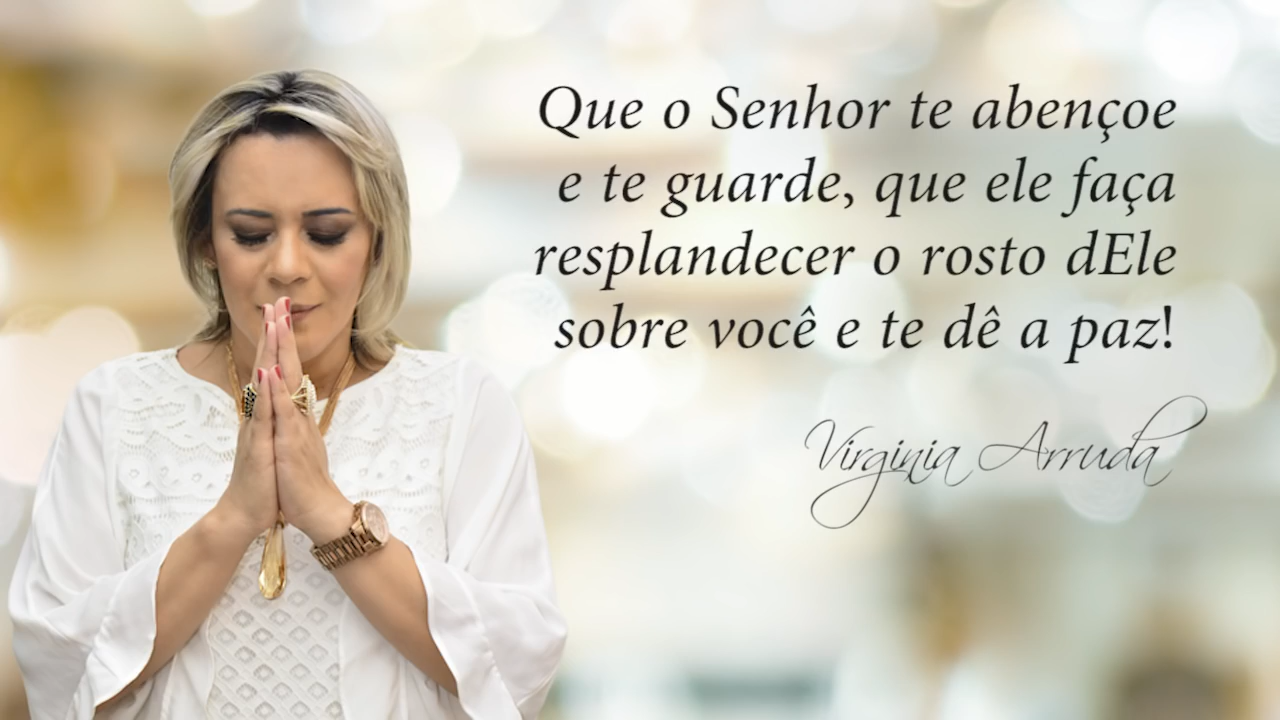 Que o Senhor te abençoe
e te guarde, que ele faça
resplandecer o rosto dEle
sobre você e te dê a paz!
Virginia Arruda